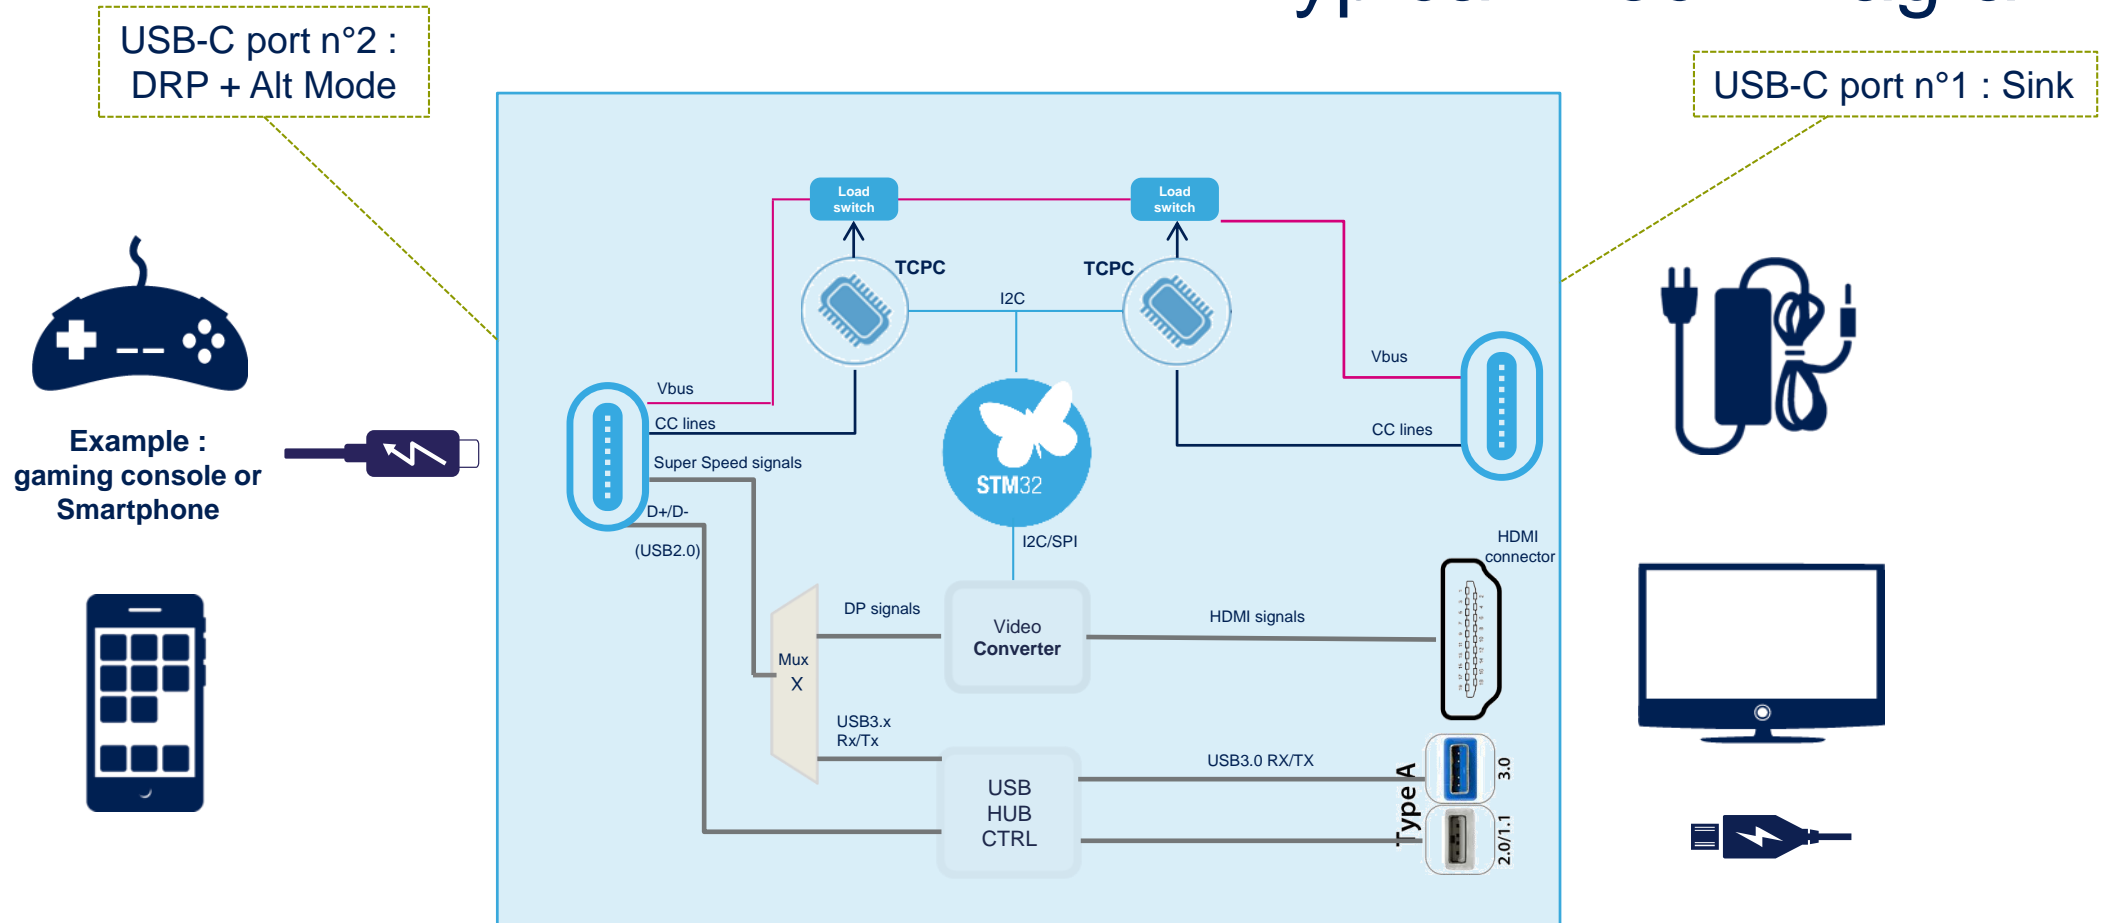 USB-C port n°2 :
DRP + Alt Mode
USB-C port n°1 : Sink
Load
switch
Load
switch
TCPC
TCPC
I2C
Vbus
Vbus
CC lines
CC lines
Example :
gaming console or
Smartphone
Super Speed signals
STM32
D+/D-
(USB2.0)
I2C/SPI
HDMI
connector
DP signals
Video
Converter
HDMI signals
Mux
X
USB3.x
Rx/Tx
USB3.0 RX/TX
USB
HUB
CTRL
Type A
3.0
2.0/1.1